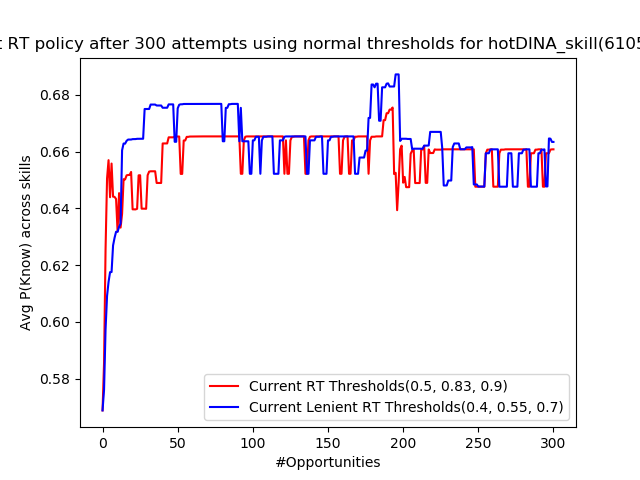 RT policy after 300 attempts using normal thresholds for hotDINA_skill(6105
0.68
0.66
0.64
0.62
0.60
0.58
Avg P(Know) across skills
0 50 100 150 200 250 300
#Opportunities
Current RT Thresholds(0.5, 0.83, 0.9)
Current Lenient RT Thresholds(0.4, 0.55, 0.7)